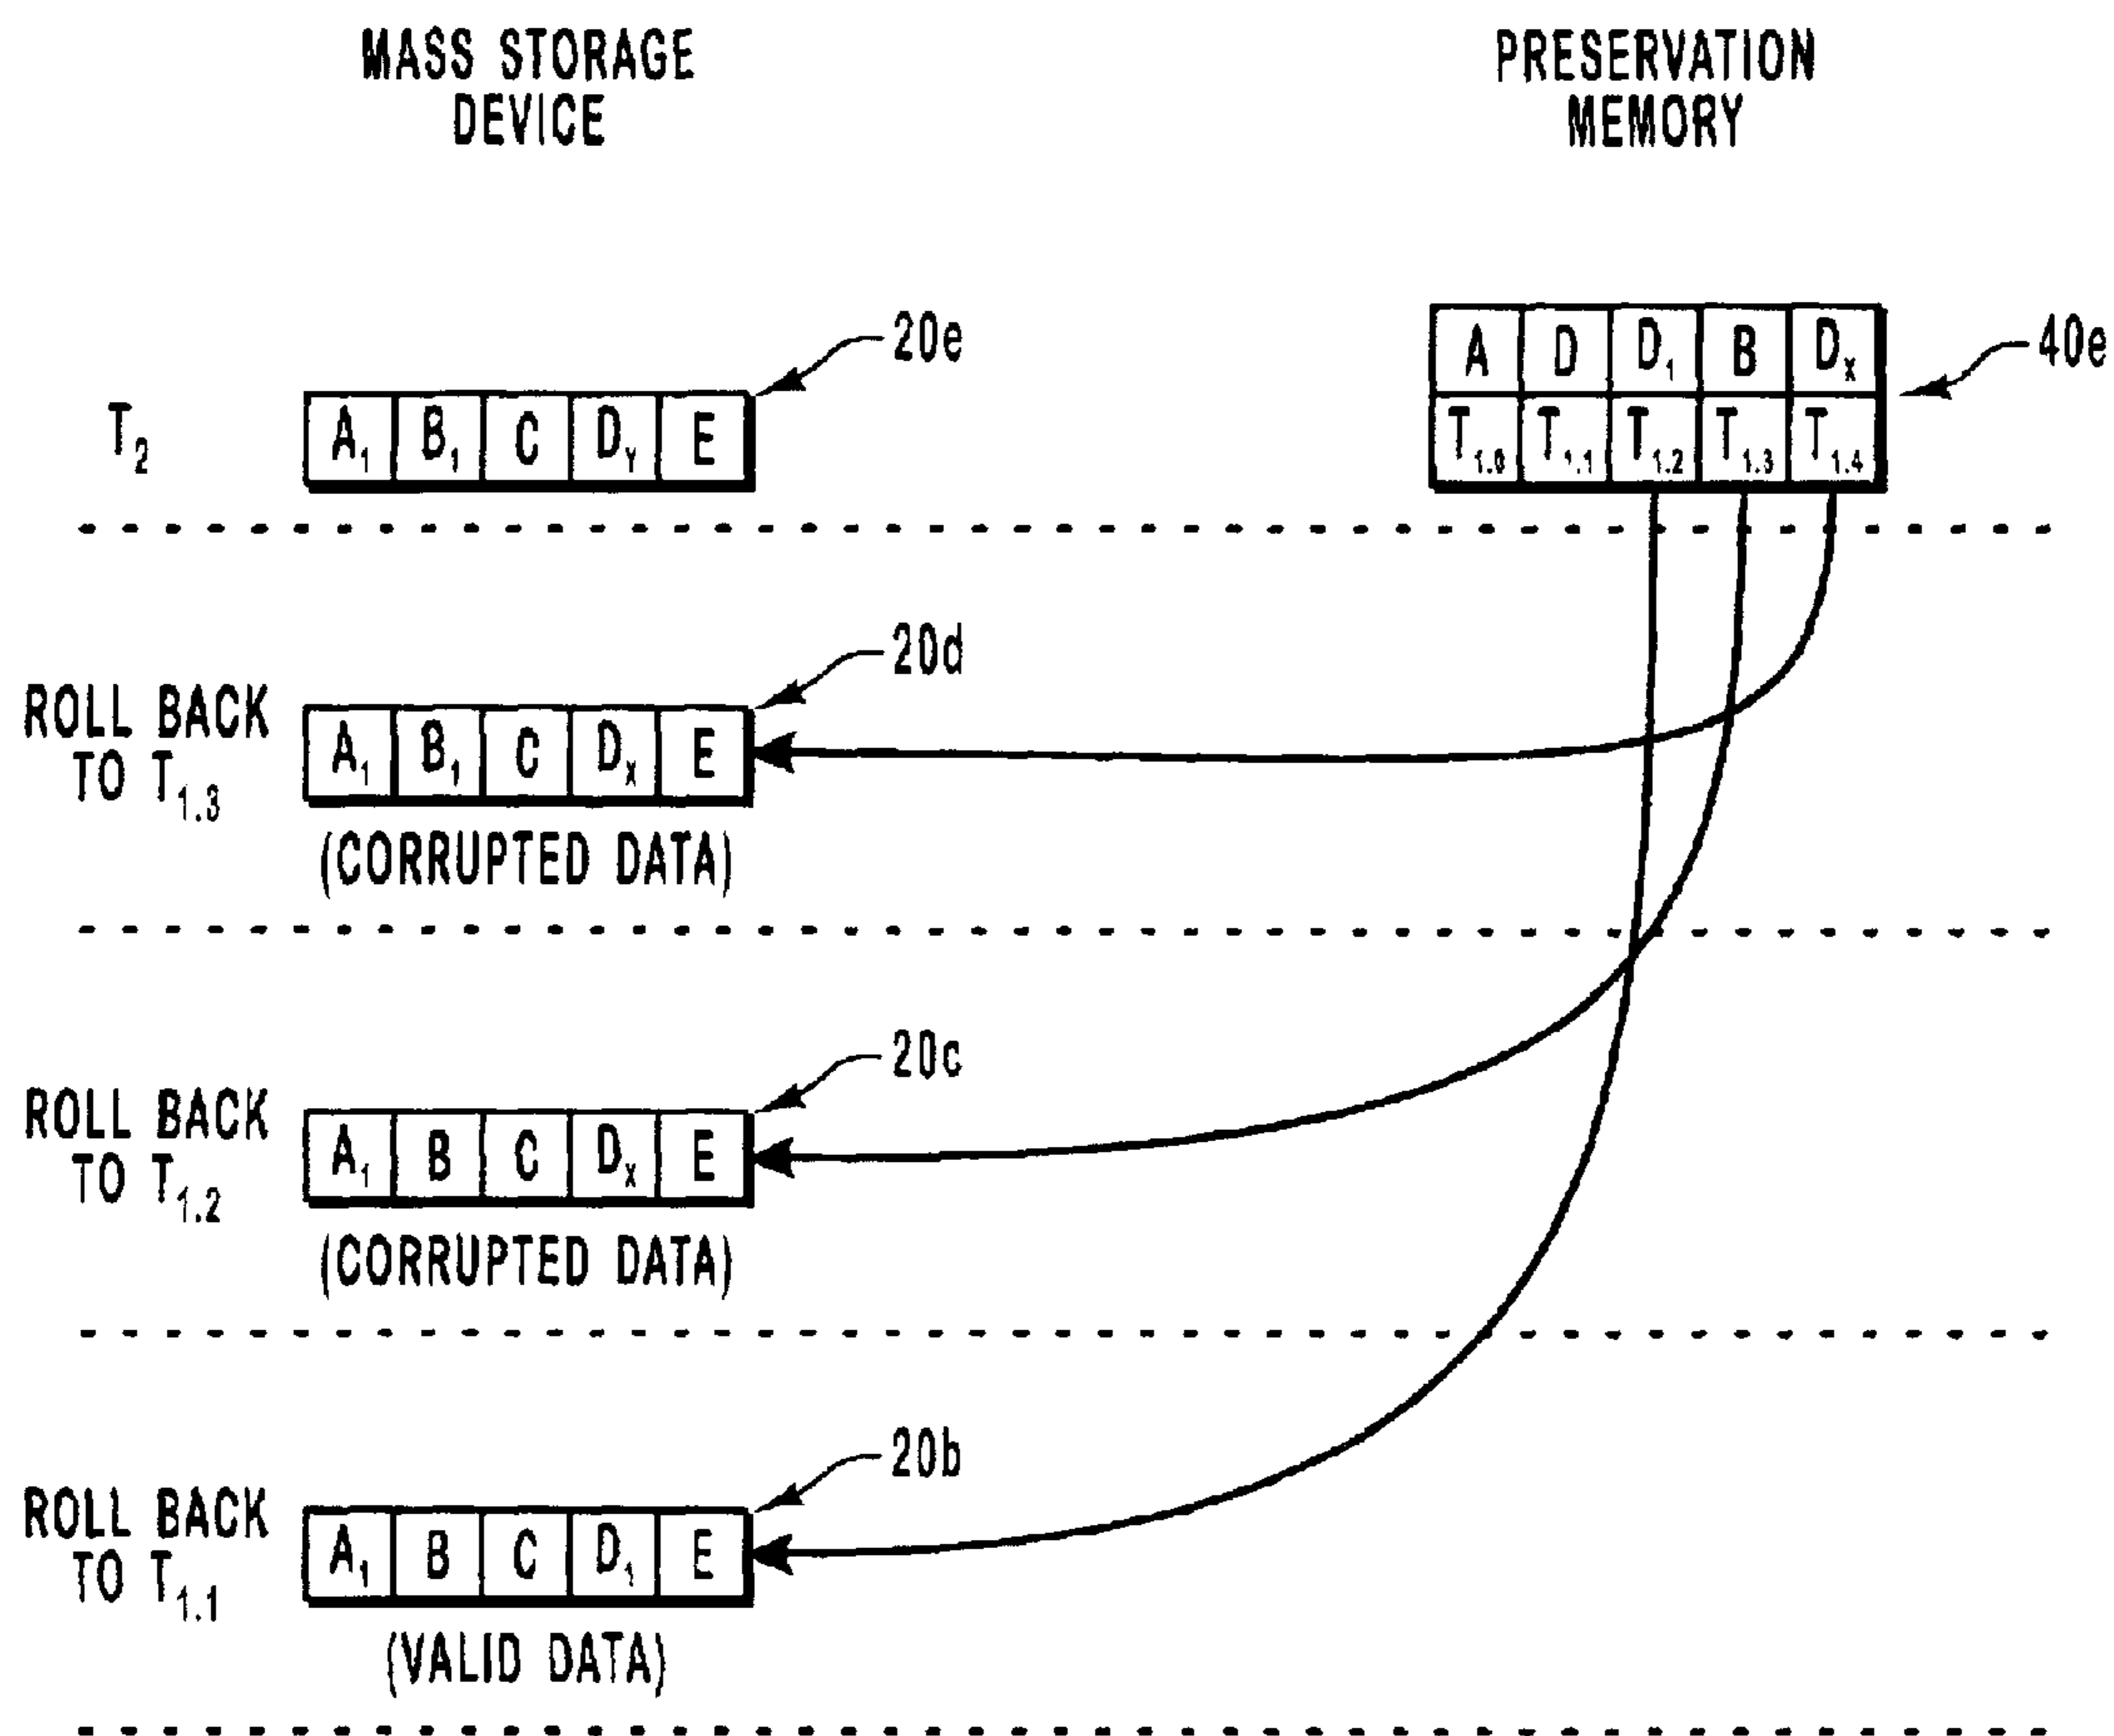 MASS STORAGE
DEVICE
PRESERVATION
MEMORY
20e
40e
A D D₁ B Dₓ
T₂
A₁ B₁ C Dᵧ E
T₁.₀ T₁.₁ T₁.₂ T₁.₃ T₁.₄
20d
ROLL BACK
TO T₁.₃
A₁ B₁ C Dₓ E
(CORRUPTED DATA)
20c
ROLL BACK
TO T₁.₂
A₁ B C Dₓ E
(CORRUPTED DATA)
20b
ROLL BACK
TO T₁.₁
A₁ B C D₁ E
(VALID DATA)